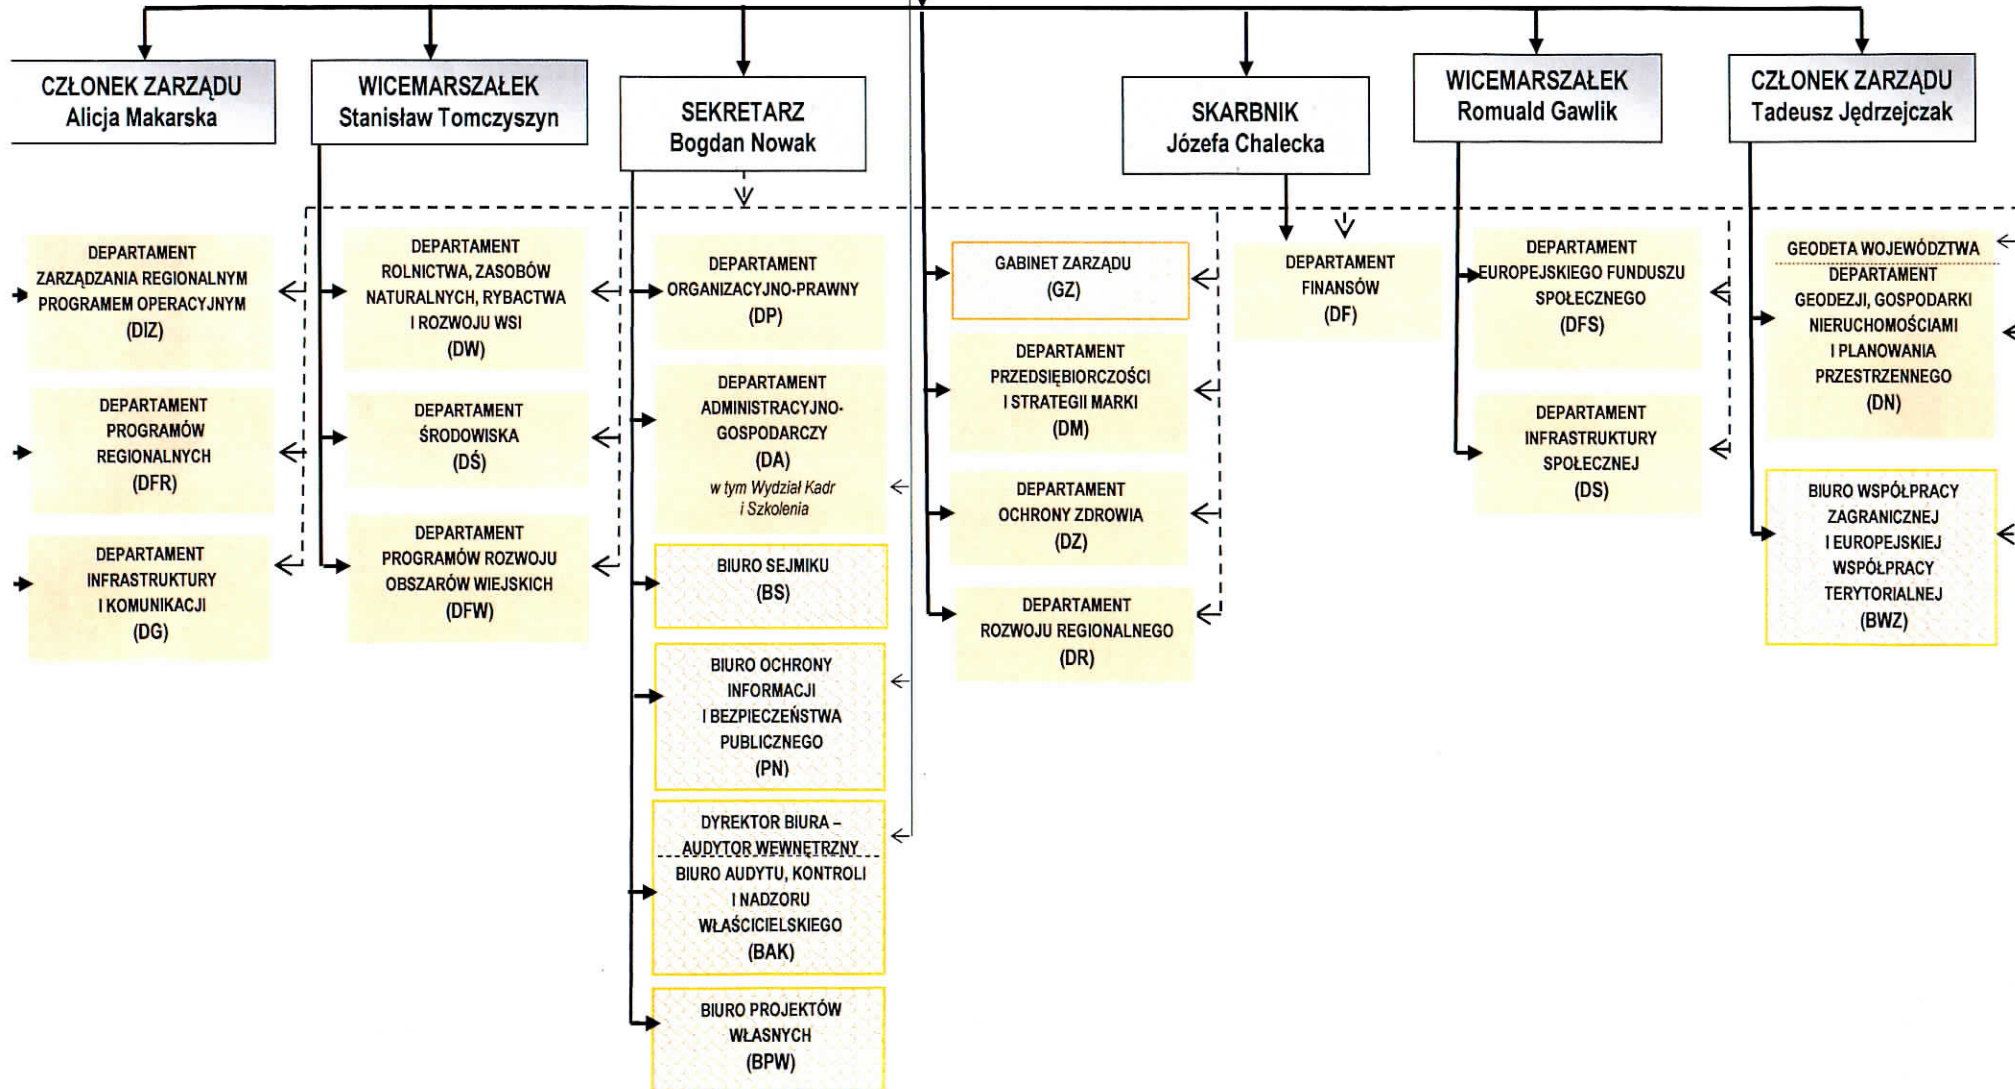 CZŁONEK ZARZĄDU
Alicja Makarska
WICEMARSZAŁEK
Stanisław Tomczyszyn
SEKRETARZ
Bogdan Nowak
SKARBNIK
Józefa Chalecka
WICEMARSZAŁEK
Romuald Gawlik
CZŁONEK ZARZĄDU
Tadeusz Jędrzejczak
DEPARTAMENT
ZARZĄDZANIA REGIONALNYM
PROGRAMEM OPERACYJNYM
(DIZ)
DEPARTAMENT
PROGRAMÓW
REGIONALNYCH
(DFR)
DEPARTAMENT
INFRASTRUKTURY
I KOMUNIKACJI
(DG)
DEPARTAMENT
ROLNICTWA, ZASOBÓW
NATURALNYCH, RYBACTWA
I ROZWOJU WSI
(DW)
DEPARTAMENT
ŚRODOWISKA
(DŚ)
DEPARTAMENT
PROGRAMÓW ROZWOJU
OBSZARÓW WIEJSKICH
(DFW)
DEPARTAMENT
ORGANIZACYJNO-PRAWNY
(DP)
DEPARTAMENT
ADMINISTRACYJNO-
GOSPODARCZY
(DA)
w tym Wydział Kadr
i Szkolenia
BIURO SEJMIKU
(BS)
BIURO OCHRONY
INFORMACJI
I BEZPIECZEŃSTWA
PUBLICZNEGO
(PN)
DYREKTOR BIURA –
AUDYTOR WEWNĘTRZNY
BIURO AUDYTU, KONTROLI
I NADZORU
WŁAŚCICIELSKIEGO
(BAK)
BIURO PROJEKTÓW
WŁASNYCH
(BPW)
GABINET ZARZĄDU
(GZ)
DEPARTAMENT
PRZEDSIĘBIORCZOŚCI
I STRATEGII MARKI
(DM)
DEPARTAMENT
OCHRONY ZDROWIA
(DZ)
DEPARTAMENT
ROZWOJU REGIONALNEGO
(DR)
DEPARTAMENT
FINANSÓW
(DF)
DEPARTAMENT
EUROPEJSKIEGO FUNDUSZU
SPOŁECZNEGO
(DFS)
DEPARTAMENT
INFRASTRUKTURY
SPOŁECZNEJ
(DS)
GEODETA WOJEWÓDZTWA
DEPARTAMENT
GEODEZJI, GOSPODARKI
NIERUCHOMOŚCIAMI
I PLANOWANIA
PRZESTRZENNEGO
(DN)
BIURO WSPÓŁPRACY
ZAGRANICZNEJ
I EUROPEJSKIEJ
WSPÓŁPRACY
TERYTORIALNEJ
(BWZ)